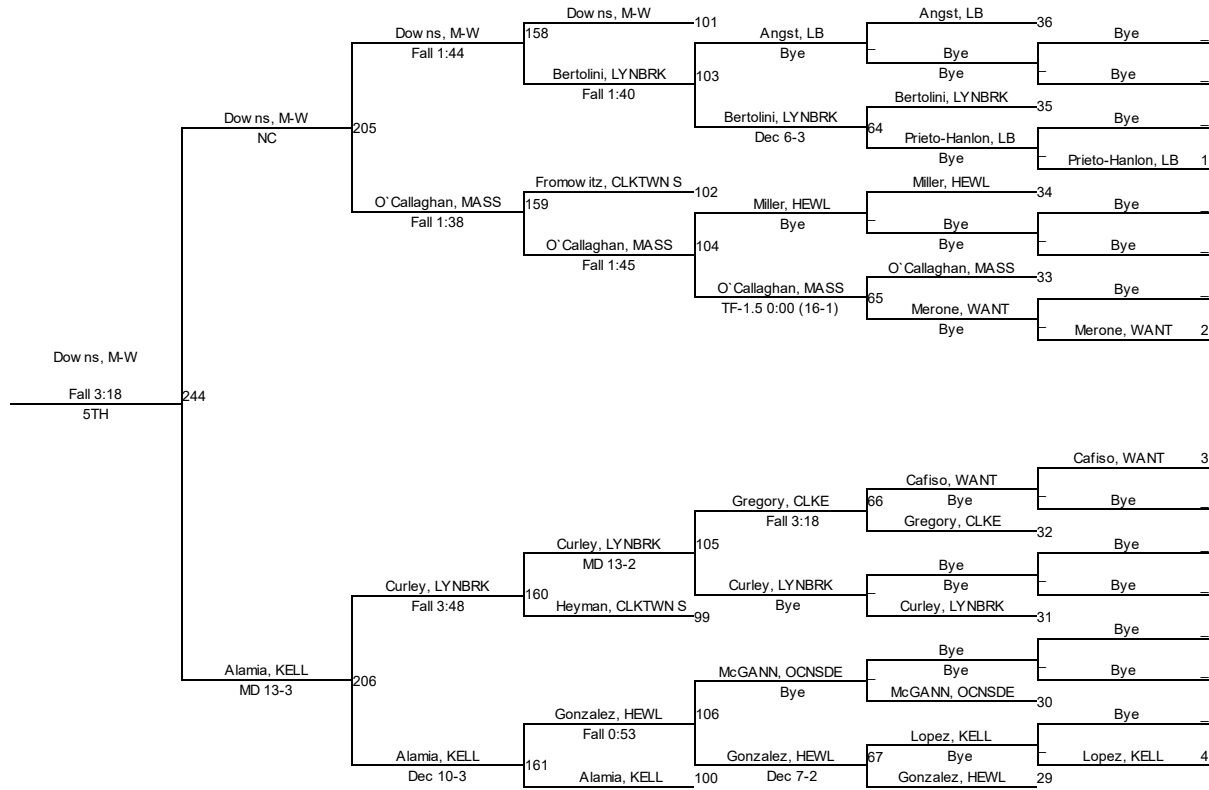 Downs, M-W
101
Angst, LB
36
Downs, M-W
158
Angst, LB
Bye
_
Fall 1:44
Bye
_
Bye
Bertolini, LYNBRK
103
Bye
_
Bye
_
Fall 1:40
Bertolini, LYNBRK
35
Downs, M-W
205
Bertolini, LYNBRK
64
Bye
_
NC
Dec 6-3
Prieto-Hanlon, LB
_
Bye
Prieto-Hanlon, LB 1
Fromowitz, CLKTWN S
102
Miller, HEWL
34
O`Callaghan, MASS
159
Miller, HEWL
Bye
_
Fall 1:38
Bye
_
Bye
O`Callaghan, MASS
104
Bye
_
Bye
_
Fall 1:45
O`Callaghan, MASS
33
O`Callaghan, MASS
65
Bye
_
TF-1.5 0:00 (16-1)
Merone, WANT
_
Bye
Merone, WANT 2
Downs, M-W
Fall 3:18
244
5TH
Cafiso, WANT 3
Cafiso, WANT
Gregory, CLKE
66
Bye
_
Bye
_
Fall 3:18
Gregory, CLKE
32
Curley, LYNBRK
105
Bye
_
MD 13-2
Bye
Curley, LYNBRK
160
Curley, LYNBRK
_
Bye
_
Bye
_
Fall 3:48
Bye
Heyman, CLKTWN S
99
Curley, LYNBRK
31
Bye
_
Bye
Alamia, KELL
206
McGANN, OCNSDE
_
Bye
_
Bye
_
MD 13-3
Bye
McGANN, OCNSDE
30
Gonzalez, HEWL
106
Bye
_
Fall 0:53
Lopez, KELL
Alamia, KELL
161
Gonzalez, HEWL
67
Bye
_
Lopez, KELL 4
Dec 10-3
Alamia, KELL
100
Dec 7-2
Gonzalez, HEWL
29